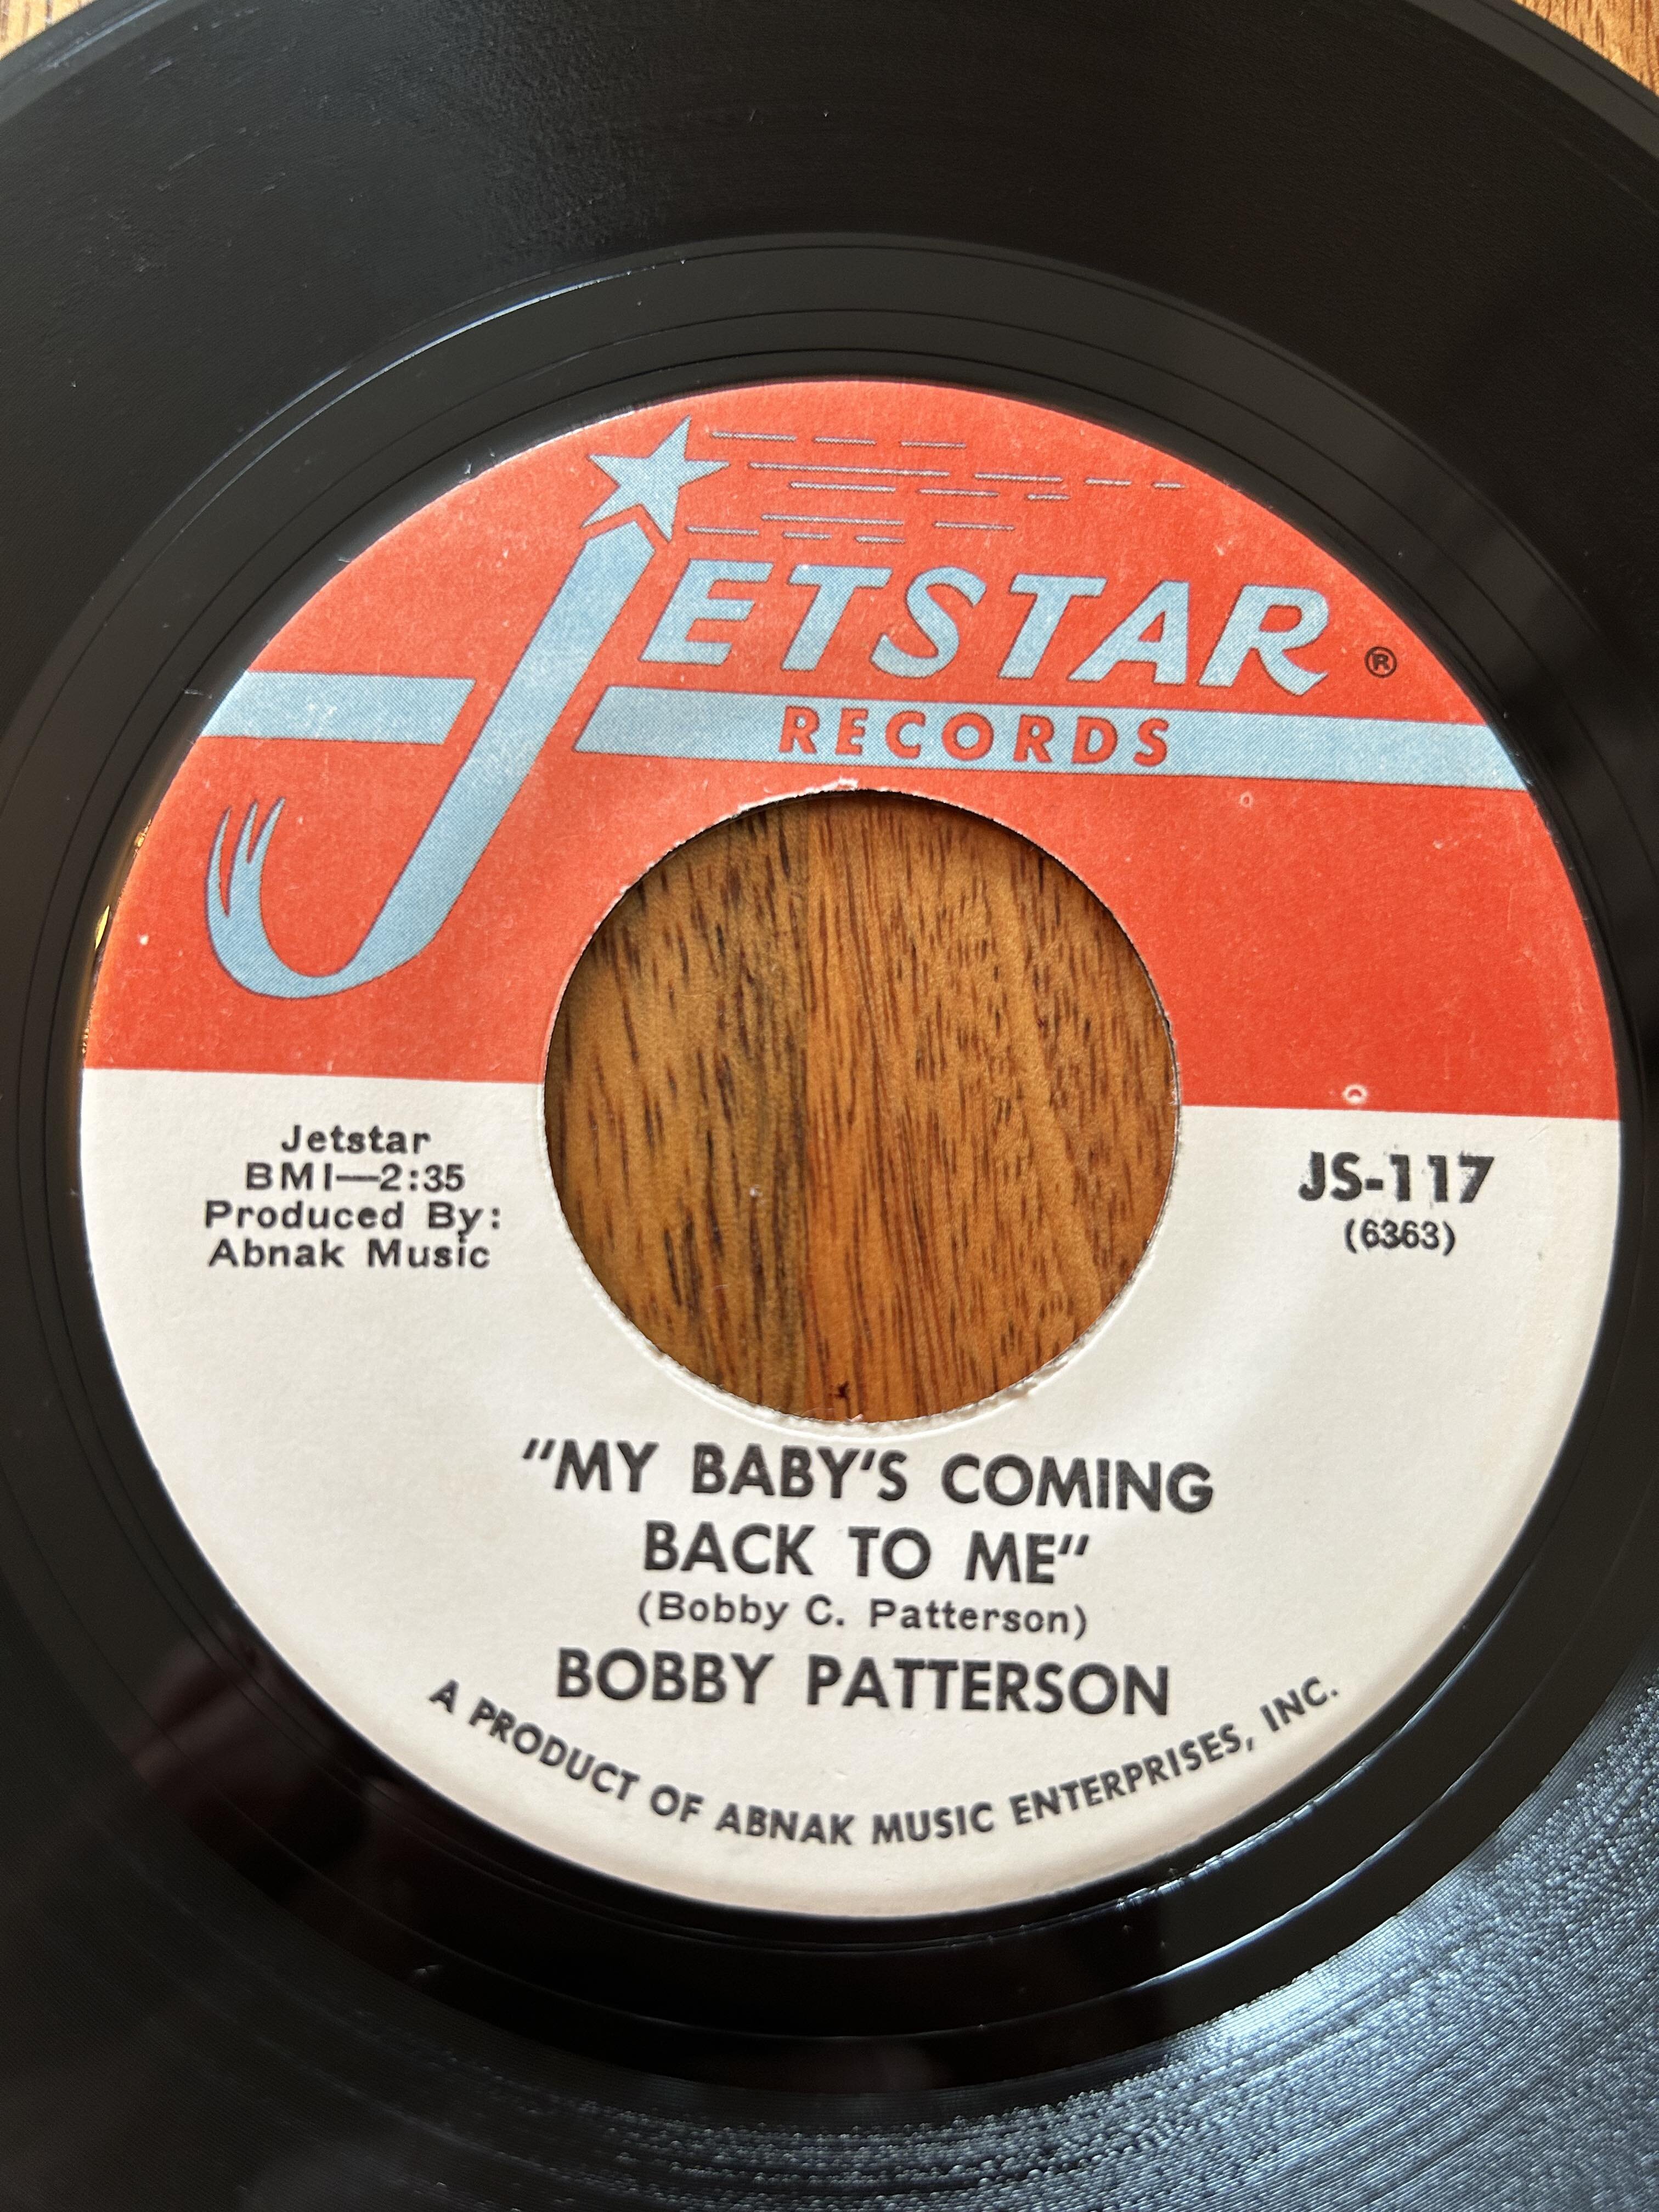 JETSTAR ®
RECORDS
Jetstar
BMI—2:35
Produced By:
Abnak Music
JS-117
(6363)
"MY BABY'S COMING
BACK TO ME"
(Bobby C. Patterson)
BOBBY PATTERSON
A PRODUCT OF ABNAK MUSIC ENTERPRISES, INC.